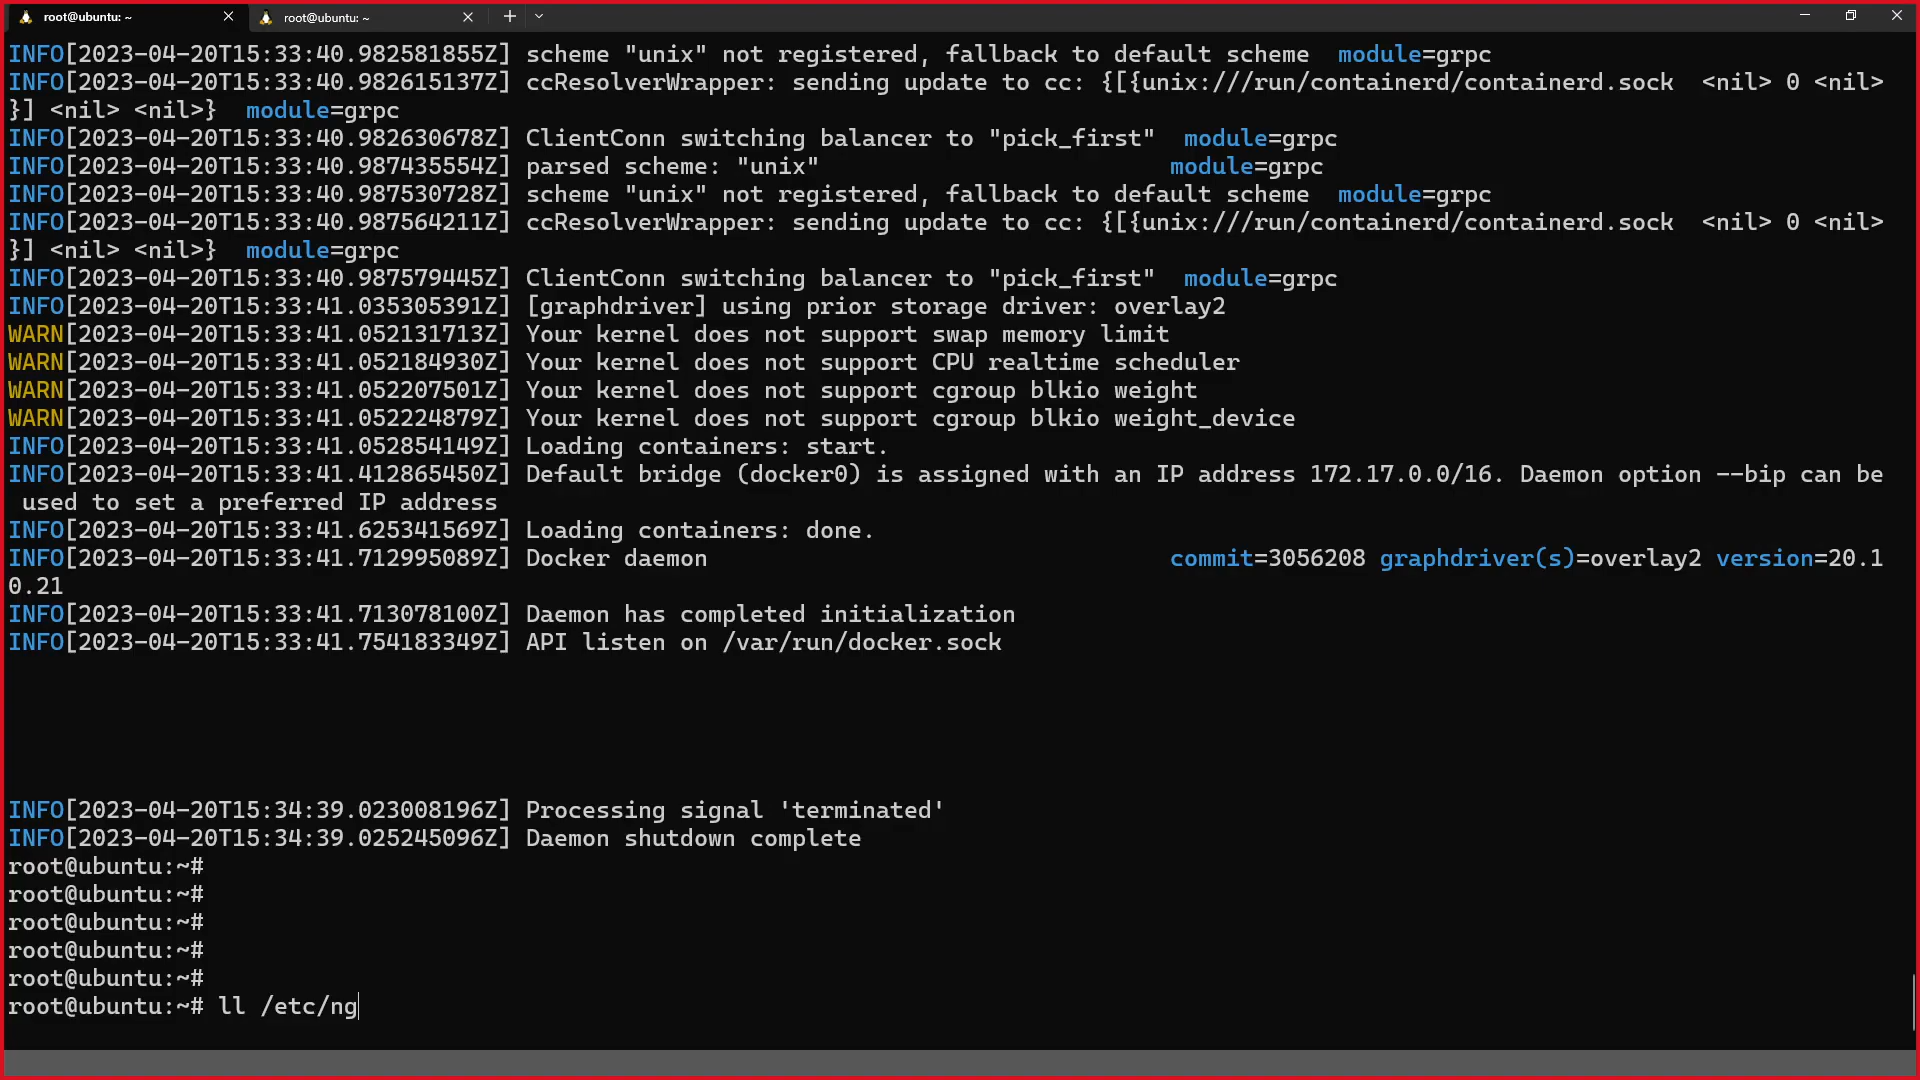 root@ubuntu: ~
root@ubuntu: ~
INFO[2023-04-20T15:33:40.982581855Z] scheme "unix" not registered, fallback to default scheme  module=grpc
INFO[2023-04-20T15:33:40.982615137Z] ccResolverWrapper: sending update to cc: {[{unix:///run/containerd/containerd.sock  <nil> 0 <nil>
}] <nil> <nil>}  module=grpc
INFO[2023-04-20T15:33:40.982630678Z] ClientConn switching balancer to "pick_first"  module=grpc
INFO[2023-04-20T15:33:40.987435554Z] parsed scheme: "unix"                         module=grpc
INFO[2023-04-20T15:33:40.987530728Z] scheme "unix" not registered, fallback to default scheme  module=grpc
INFO[2023-04-20T15:33:40.987564211Z] ccResolverWrapper: sending update to cc: {[{unix:///run/containerd/containerd.sock  <nil> 0 <nil>
}] <nil> <nil>}  module=grpc
INFO[2023-04-20T15:33:40.987579445Z] ClientConn switching balancer to "pick_first"  module=grpc
INFO[2023-04-20T15:33:41.035305391Z] [graphdriver] using prior storage driver: overlay2
WARN[2023-04-20T15:33:41.052131713Z] Your kernel does not support swap memory limit
WARN[2023-04-20T15:33:41.052184930Z] Your kernel does not support CPU realtime scheduler
WARN[2023-04-20T15:33:41.052207501Z] Your kernel does not support cgroup blkio weight
WARN[2023-04-20T15:33:41.052224879Z] Your kernel does not support cgroup blkio weight_device
INFO[2023-04-20T15:33:41.052854149Z] Loading containers: start.
INFO[2023-04-20T15:33:41.412865450Z] Default bridge (docker0) is assigned with an IP address 172.17.0.0/16. Daemon option --bip can be
 used to set a preferred IP address
INFO[2023-04-20T15:33:41.625341569Z] Loading containers: done.
INFO[2023-04-20T15:33:41.712995089Z] Docker daemon                                 commit=3056208 graphdriver(s)=overlay2 version=20.1
0.21
INFO[2023-04-20T15:33:41.713078100Z] Daemon has completed initialization
INFO[2023-04-20T15:33:41.754183349Z] API listen on /var/run/docker.sock
INFO[2023-04-20T15:34:39.023008196Z] Processing signal 'terminated'
INFO[2023-04-20T15:34:39.025245096Z] Daemon shutdown complete
root@ubuntu:~#
root@ubuntu:~#
root@ubuntu:~#
root@ubuntu:~#
root@ubuntu:~#
root@ubuntu:~# ll /etc/ng